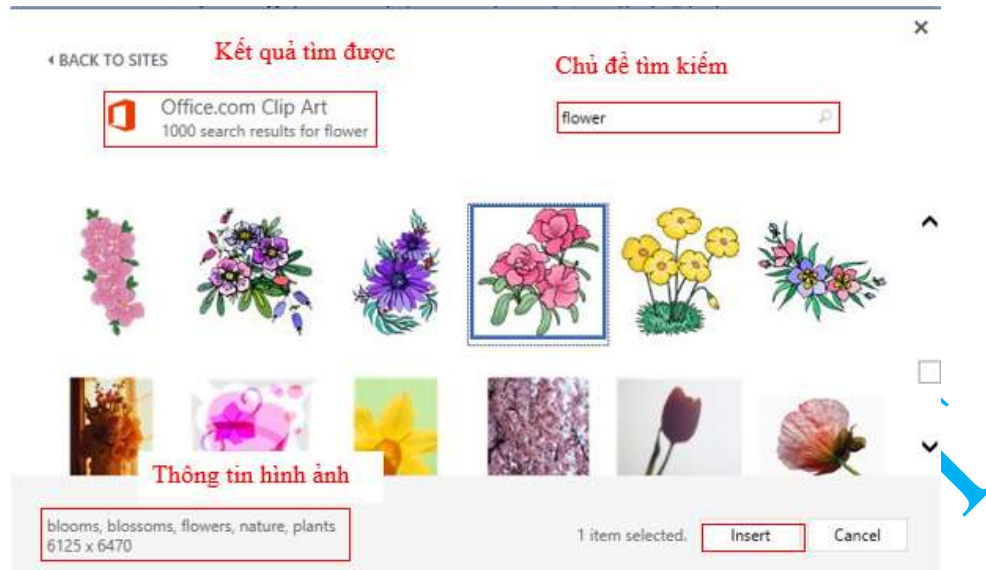 BACK TO SITES
Kết quả tìm được
Chủ đề tìm kiếm
Office.com Clip Art
1000 search results for flower
flower
Thông tin hình ảnh
blooms, blossoms, flowers, nature, plants
6125 x 6470
1 item selected.
Insert
Cancel